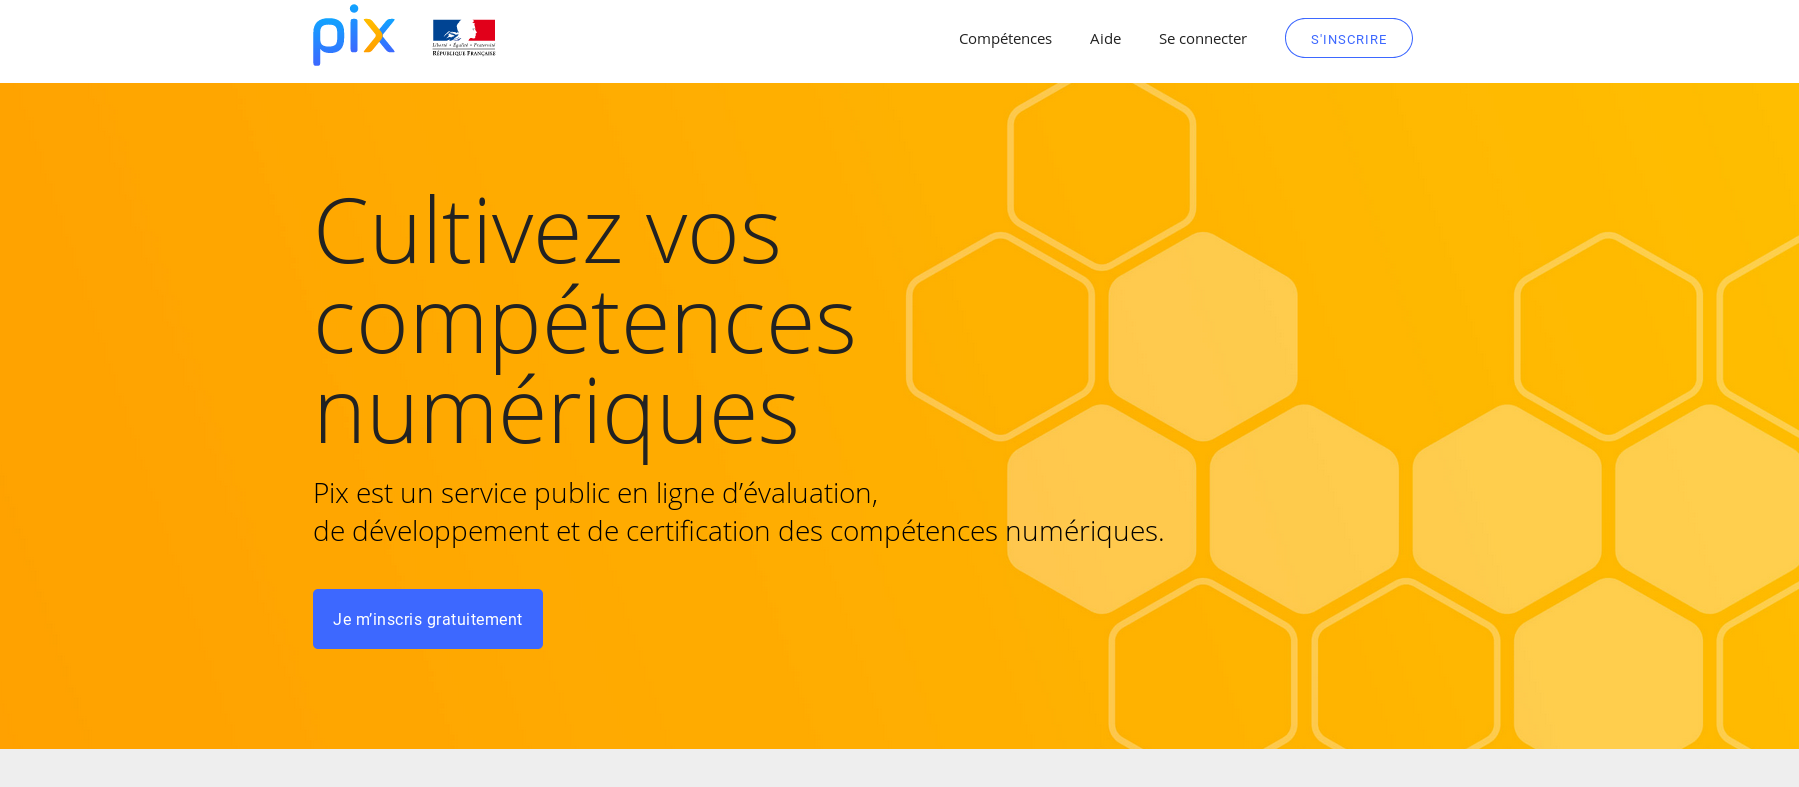 pix
Liberté • Égalité • Fraternité
RÉPUBLIQUE FRANÇAISE
Compétences
Aide
Se connecter
S'INSCRIRE
Cultivez vos
compétences
numériques
Pix est un service public en ligne d’évaluation,
de développement et de certification des compétences numériques.
Je m’inscris gratuitement